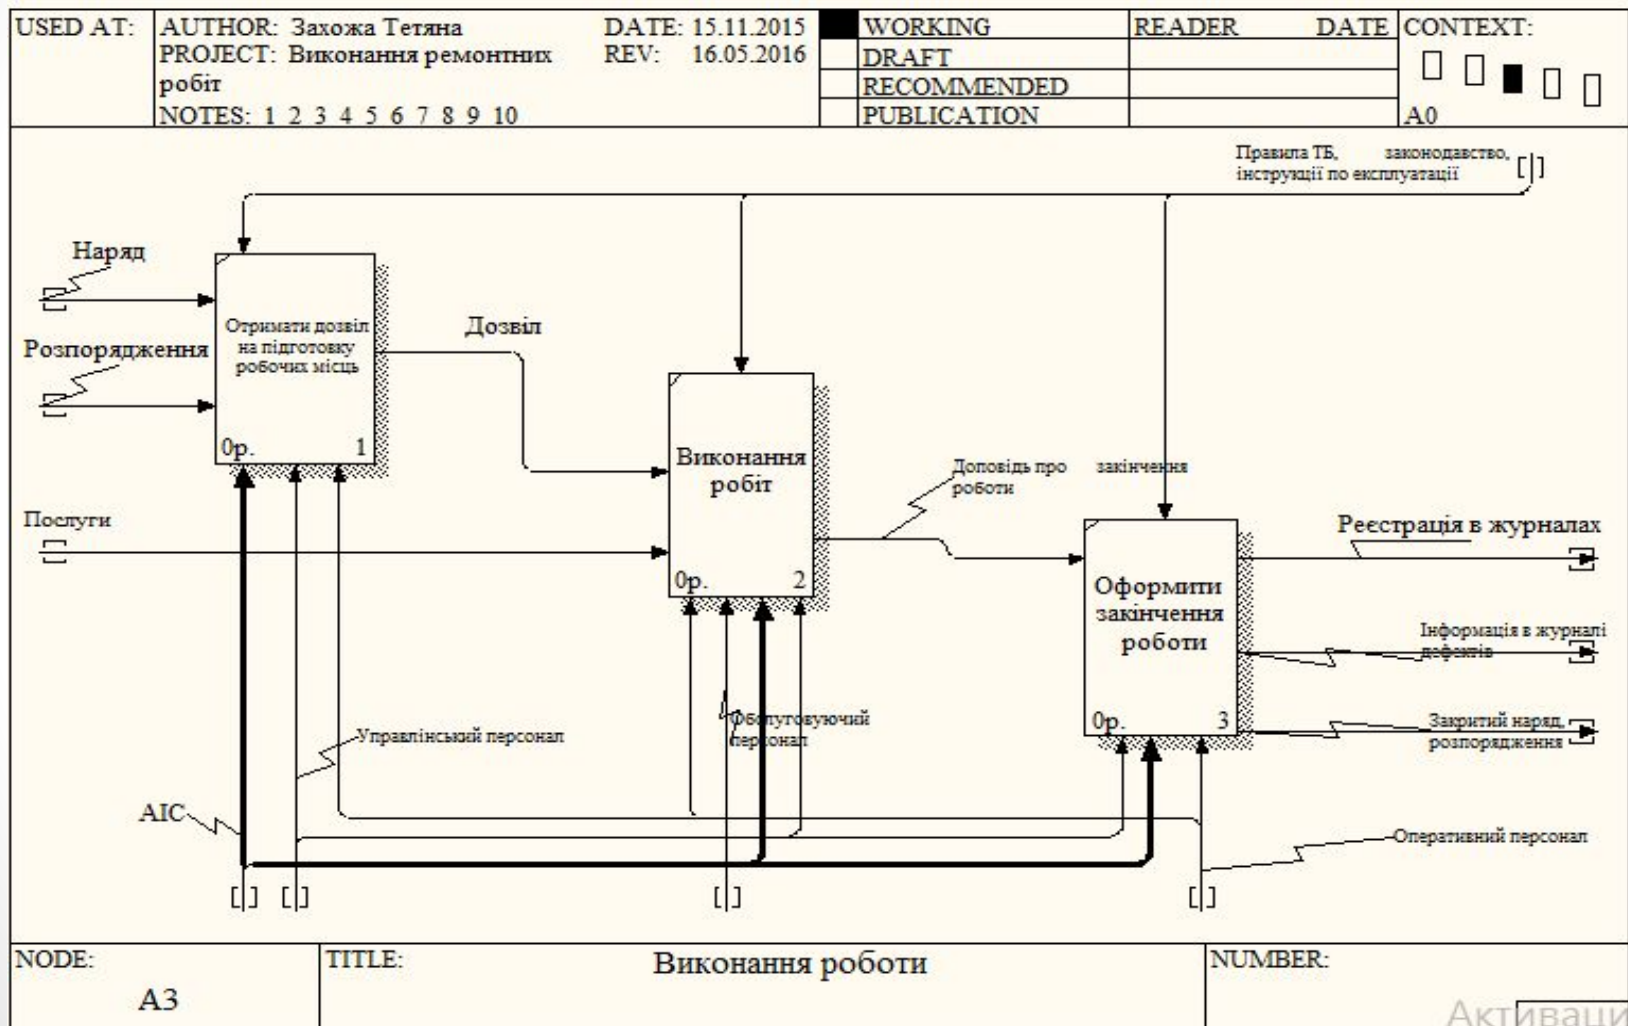 USED AT:
AUTHOR: Захожа Тетяна
DATE: 15.11.2015
PROJECT: Виконання ремонтних
REV: 16.05.2016
робіт
NOTES: 1 2 3 4 5 6 7 8 9 10
WORKING
DRAFT
RECOMMENDED
PUBLICATION
READER DATE
CONTEXT:
A0
Правила ТБ, законодавство,
інструкції по експлуатації
Наряд
Розпорядження
Отримати дозвіл
на підготовку
робочих місць
0р. 1
Дозвіл
Послуги
Виконання
робіт
0р. 2
Доповідь про закінчення
роботи
Оформити
закінчення
роботи
0р. 3
Реєстрація в журналах
Інформація в журналі
дефектів
Закритий наряд,
розпорядження
Управлінський персонал
Обслуговуючий
персонал
АІС
Оперативний персонал
NODE:
A3
TITLE:
Виконання роботи
NUMBER:
Активаци